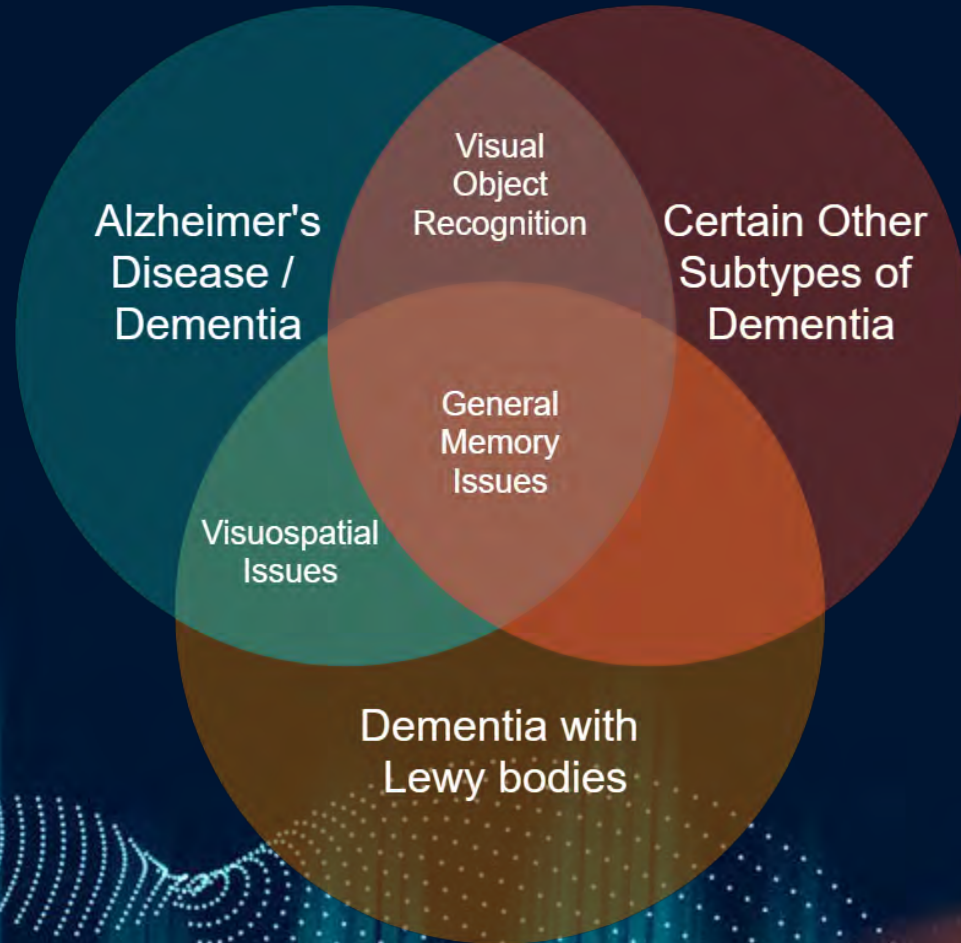 Visual
Object
Recognition
Alzheimer's
Disease /
Dementia
Certain Other
Subtypes of
Dementia
General
Memory
Issues
Visuospatial
Issues
Dementia with
Lewy bodies